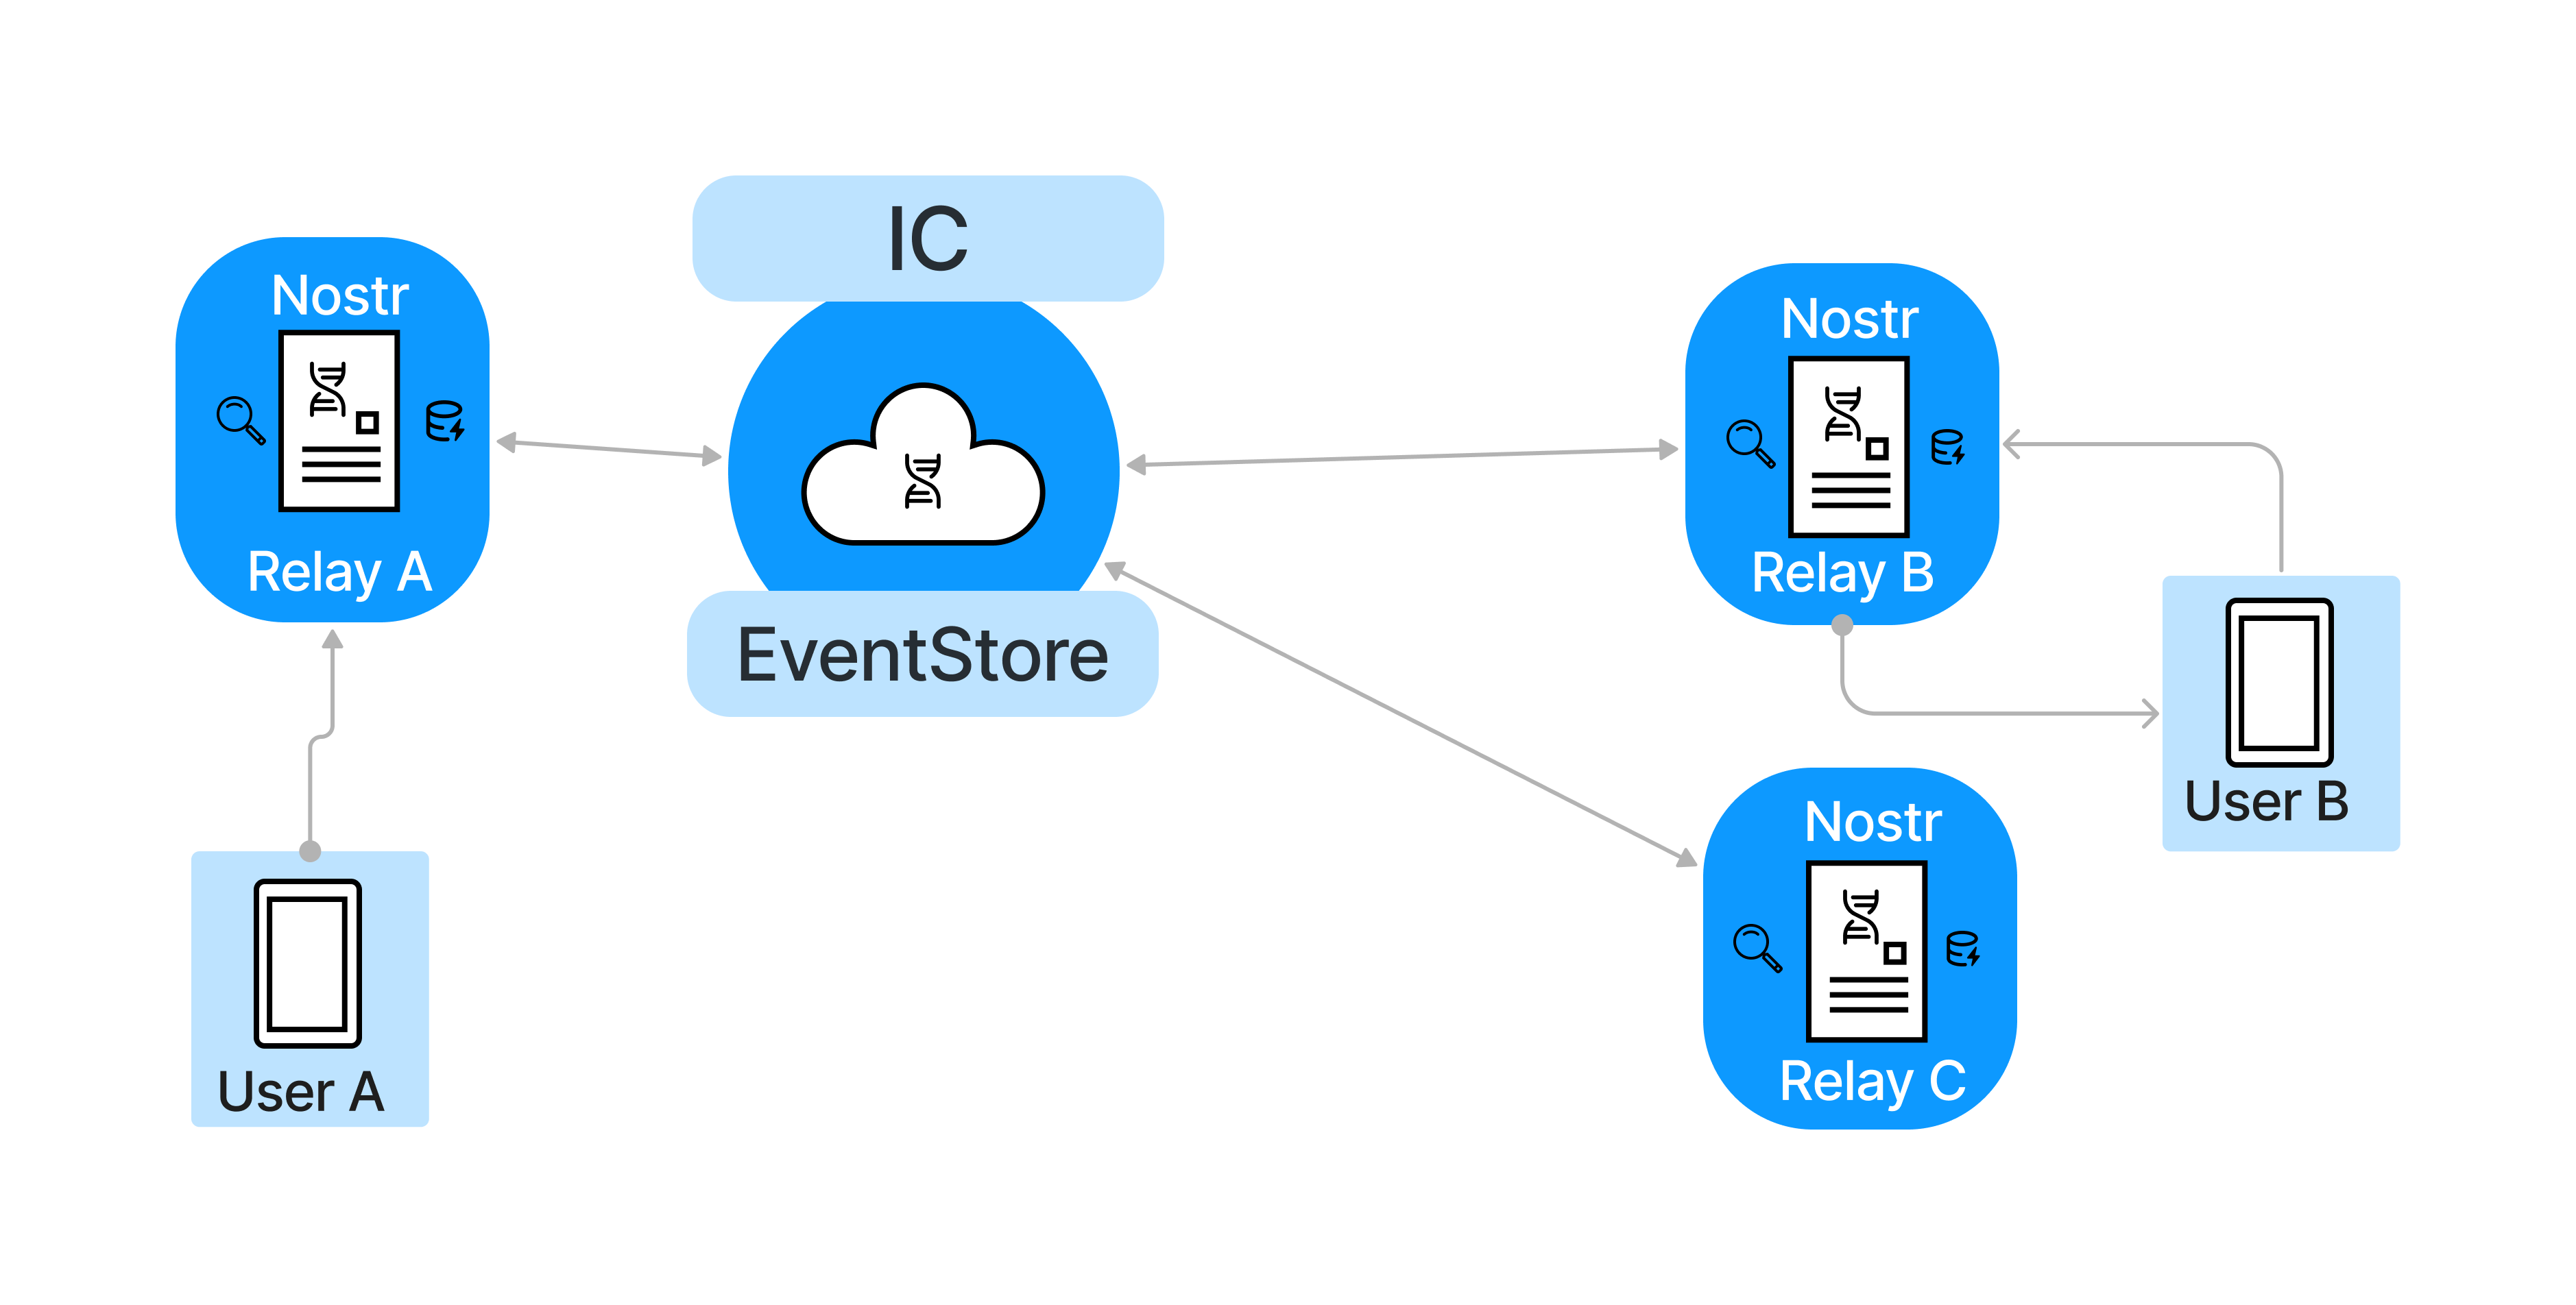 IC
EventStore
Nostr
Relay A
User A
Nostr
Relay B
User B
Nostr
Relay C